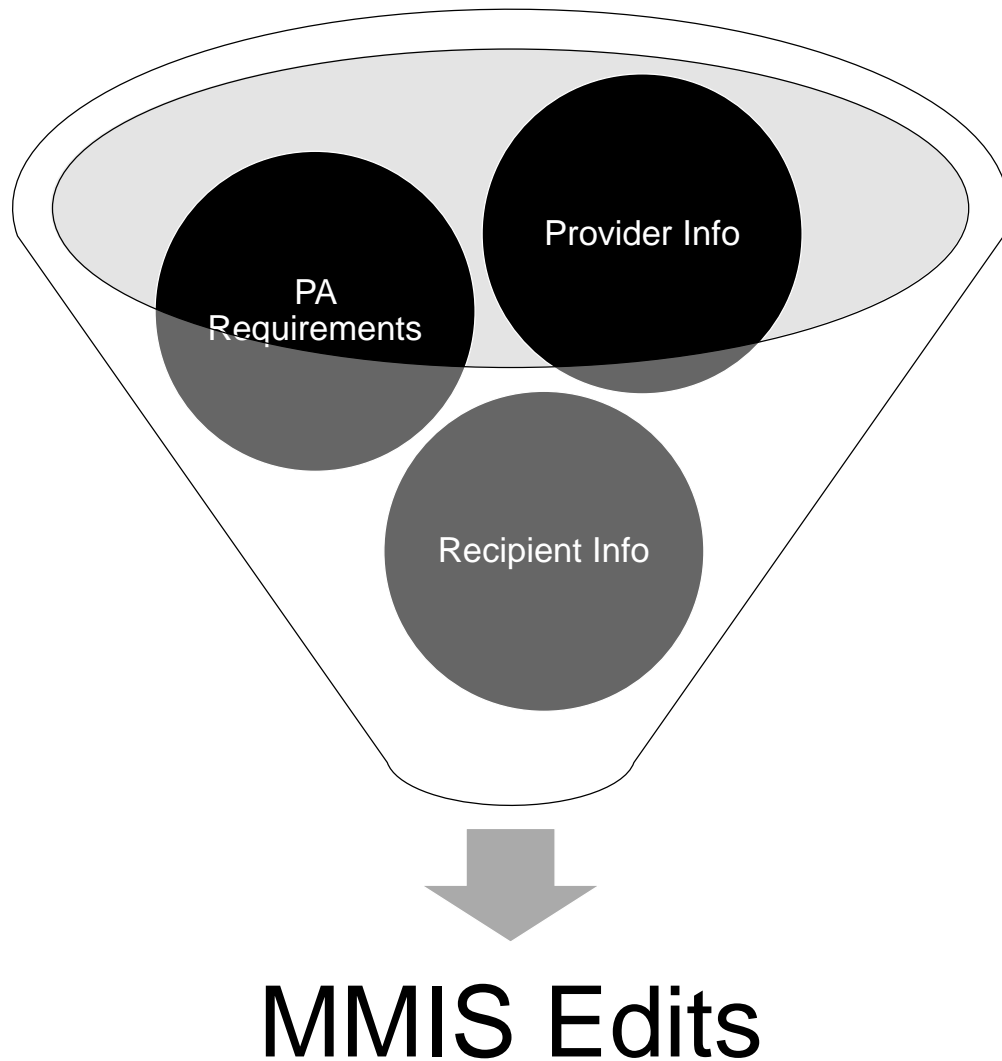 Provider Info
PA
Requirements
Recipient Info
MMIS Edits